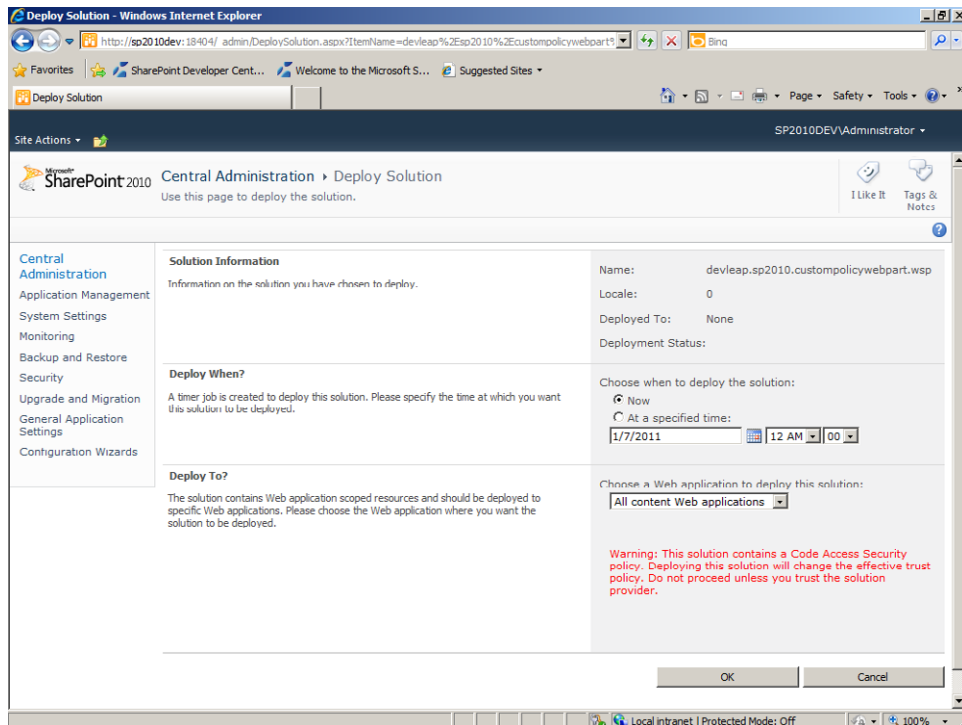 Deploy Solution - Windows Internet Explorer
http://sp2010dev:18404/_admin/DeploySolution.aspx?ItemName=devleap%2Esp2010%2Ecustompolicywebpart%
Bing
Favorites
SharePoint Developer Cent...
Welcome to the Microsoft S...
Suggested Sites
Deploy Solution
Page
Safety
Tools
Site Actions
SP2010DEV\Administrator
Microsoft
SharePoint 2010
Central Administration
Deploy Solution
Use this page to deploy the solution.
I Like It
Tags &
Notes
Central
Administration
Application Management
System Settings
Monitoring
Backup and Restore
Security
Upgrade and Migration
General Application
Settings
Configuration Wizards
Solution Information
Information on the solution you have chosen to deploy.
Name: devleap.sp2010.custompolicywebpart.wsp
Locale: 0
Deployed To: None
Deployment Status:
Deploy When?
A timer job is created to deploy this solution. Please specify the time at which you want
this solution to be deployed.
Choose when to deploy the solution:
Now
At a specified time:
1/7/2011 12 AM 00
Deploy To?
The solution contains Web application scoped resources and should be deployed to
specific Web applications. Please choose the Web application where you want the
solution to be deployed.
Choose a Web application to deploy this solution:
All content Web applications
Warning: This solution contains a Code Access Security
policy. Deploying this solution will change the effective trust
policy. Do not proceed unless you trust the solution
provider.
OK
Cancel
Local intranet | Protected Mode: Off
100%